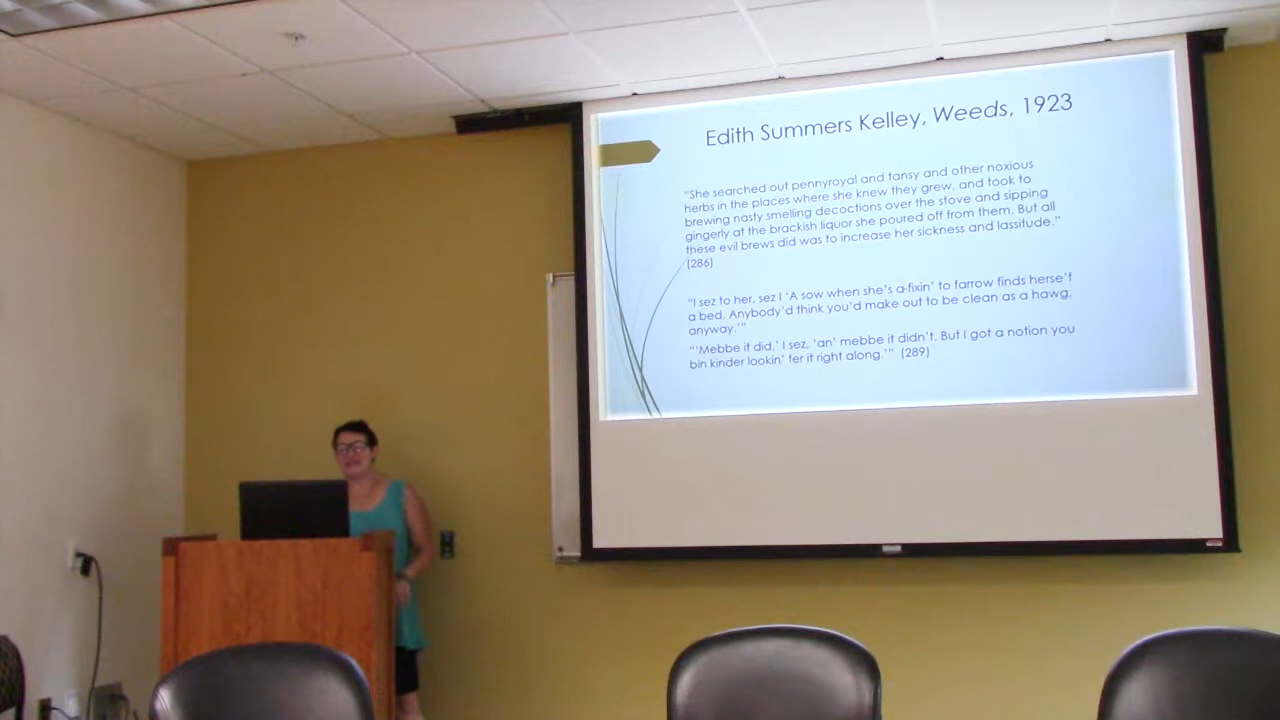 Edith Summers Kelley, Weeds, 1923
"She searched out pennyroyal and tansy and other noxious
herbs in the places where she knew they grew, and took to
brewing nasty smelling decoctions over the stove and sipping
gingerly at the brackish liquor she poured off from them. But all
these evil brews did was to increase her sickness and lassitude."
(286)
"I sez to her, sez I 'A sow when she's a-fixin' to farrow finds herse'f
a bed. Anybody'd think you'd make out to be clean as a hawg,
anyway.'"
"'Mebbe it did,' I sez, 'an' mebbe it didn't. But I got a notion you
bin kinder lookin' fer it right along.'" (289)